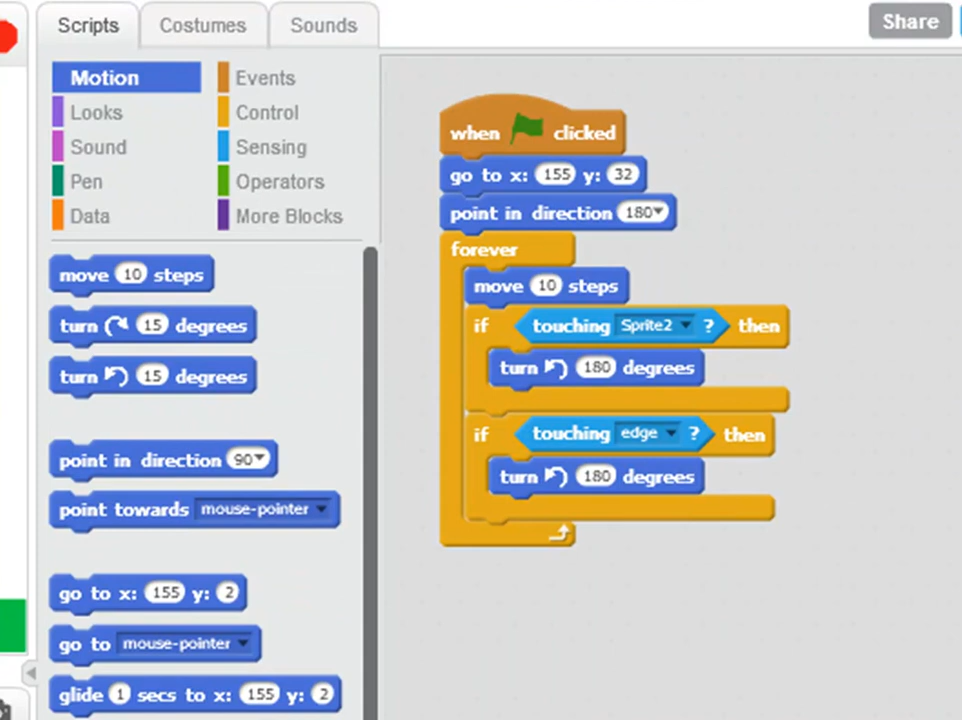 Scripts Costumes Sounds Share
Motion Events
Looks Control
Sound Sensing
Pen Operators
Data More Blocks
move 10 steps
turn 15 degrees
turn 15 degrees
point in direction 90
point towards mouse-pointer
go to x: 155 y: 2
go to mouse-pointer
glide 1 secs to x: 155 y: 2
when clicked
go to x: 155 y: 32
point in direction 180
forever
move 10 steps
if touching Sprite2 ? then
turn 180 degrees
if touching edge ? then
turn 180 degrees